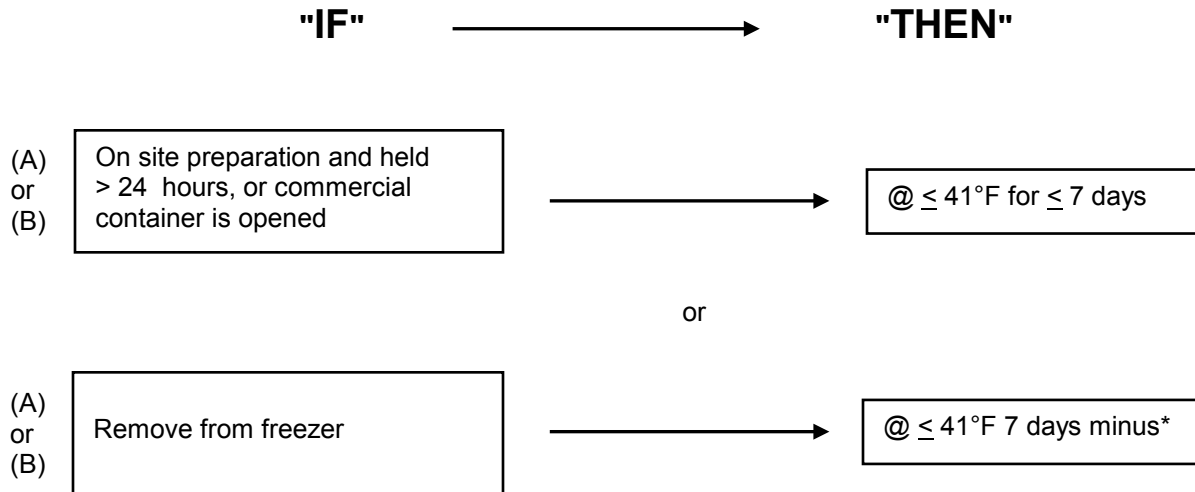 "IF" "THEN"
(A)
or
(B)
On site preparation and held
> 24 hours, or commercial
container is opened
@ ≤ 41°F for ≤ 7 days
or
(A)
or
(B)
Remove from freezer
@ ≤ 41°F 7 days minus*